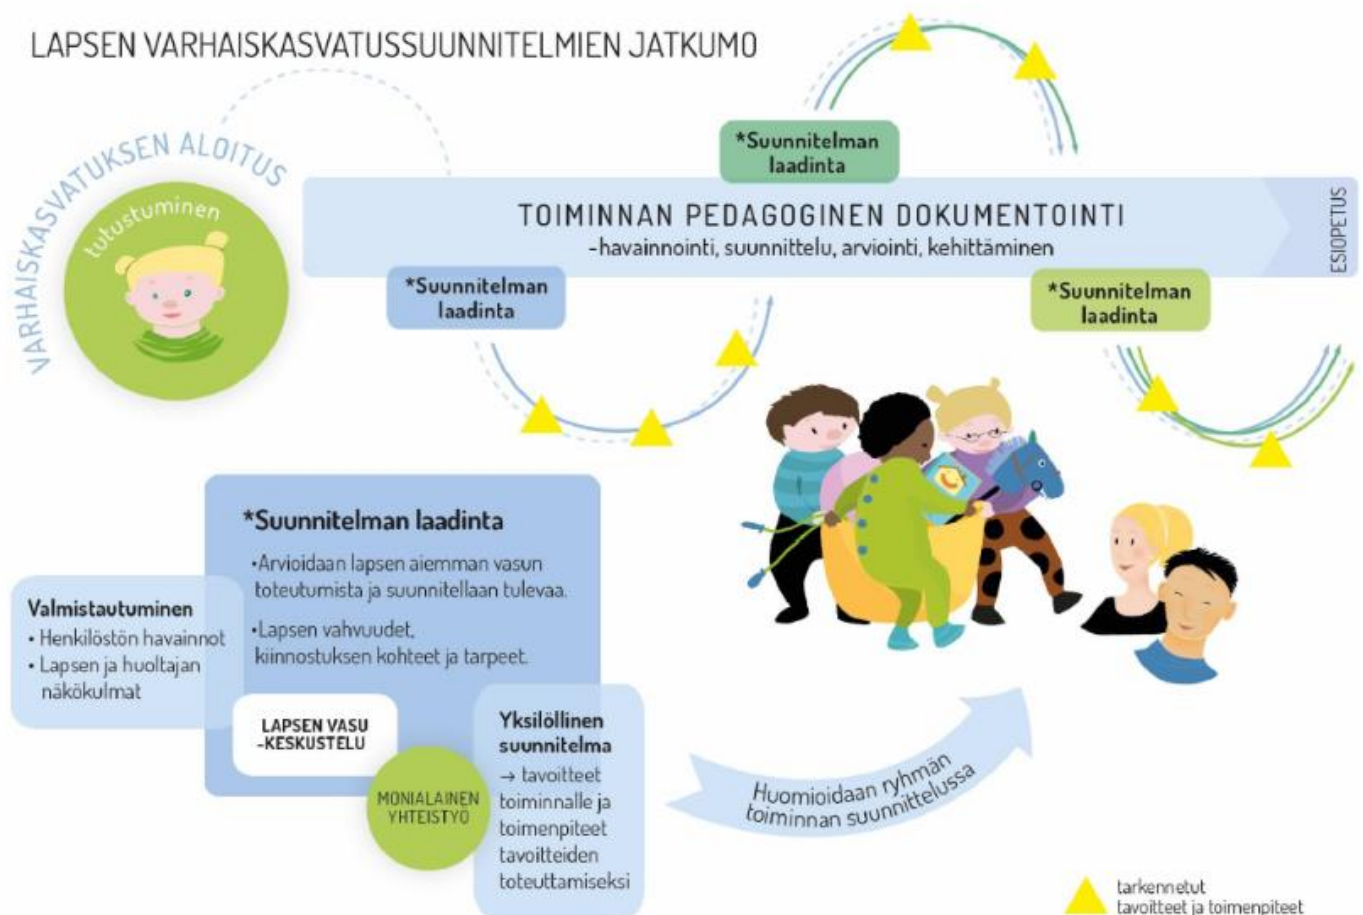 LAPSEN VARHAISKASVATUSSUUNNITELMIEN JATKUMO
VARHAISKASVATUKSEN ALOITUS
tutustuminen
*Suunnitelman
laadinta
TOIMINNAN PEDAGOGINEN DOKUMENTOINTI
-havainnointi, suunnittelu, arviointi, kehittäminen
ESIOPETUS
*Suunnitelman
laadinta
*Suunnitelman
laadinta
*Suunnitelman laadinta
•Arvioidaan lapsen aiemman vasun
toteutumista ja suunnitellaan tulevaa.
•Lapsen vahvuudet,
kiinnostuksen kohteet ja tarpeet.
Valmistautuminen
• Henkilöstön havainnot
• Lapsen ja huoltajan
näkökulmat
LAPSEN VASU
-KESKUSTELU
MONIALAINEN
YHTEISTYÖ
Yksilöllinen
suunnitelma
→ tavoitteet
toiminnalle ja
toimenpiteet
tavoitteiden
toteuttamiseksi
Huomioidaan ryhmän
toiminnan suunnittelussa
tarkennetut
tavoitteet ja toimenpiteet